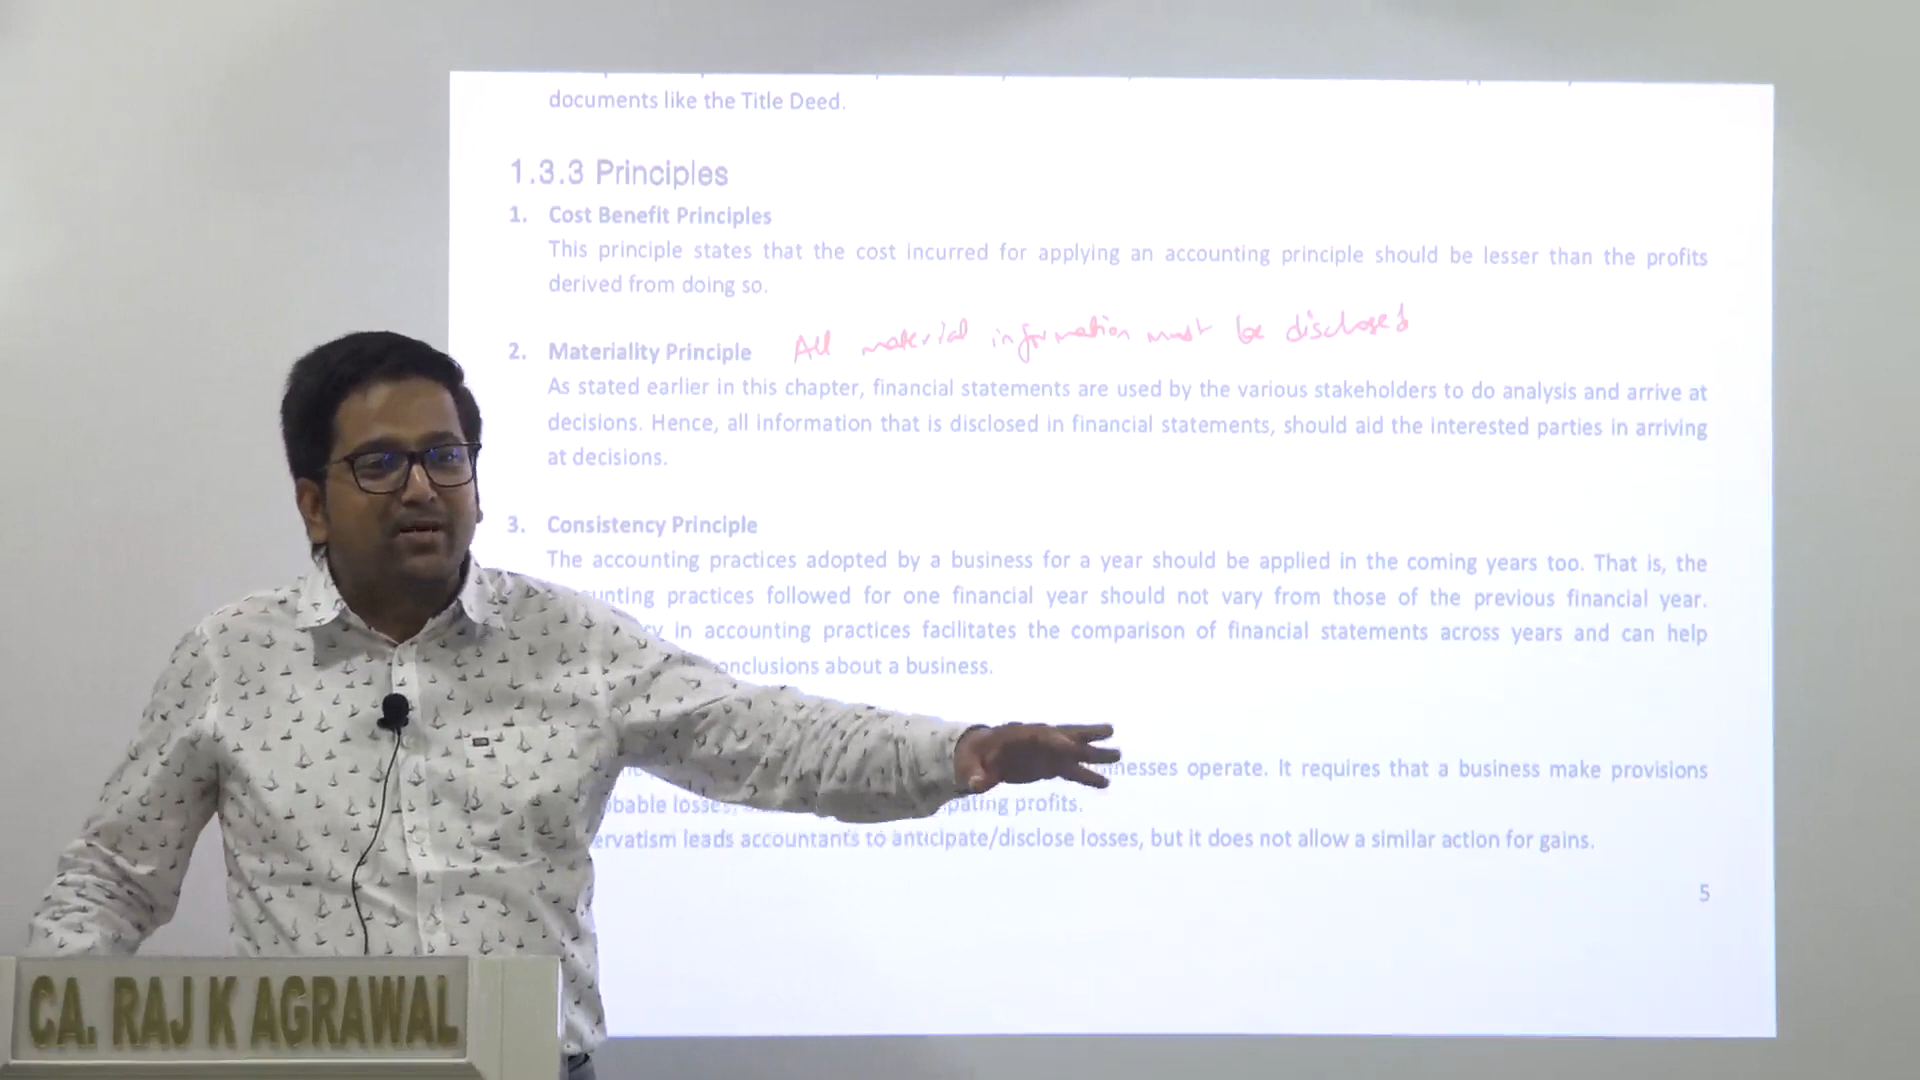 documents like the Title Deed.
1.3.3 Principles
1. Cost Benefit Principles
This principle states that the cost incurred for applying an accounting principle should be lesser than the profits
derived from doing so.
2. Materiality Principle All material information must be disclosed
As stated earlier in this chapter, financial statements are used by the various stakeholders to do analysis and arrive at
decisions. Hence, all information that is disclosed in financial statements, should aid the interested parties in arriving
at decisions.
3. Consistency Principle
The accounting practices adopted by a business for a year should be applied in the coming years too. That is, the
unting practices followed for one financial year should not vary from those of the previous financial year.
cy in accounting practices facilitates the comparison of financial statements across years and can help
onclusions about a business.
nesses operate. It requires that a business make provisions
bable losses, pating profits.
ervatism leads accountants to anticipate/disclose losses, but it does not allow a similar action for gains.
5
CA. RAJ K AGRAWAL